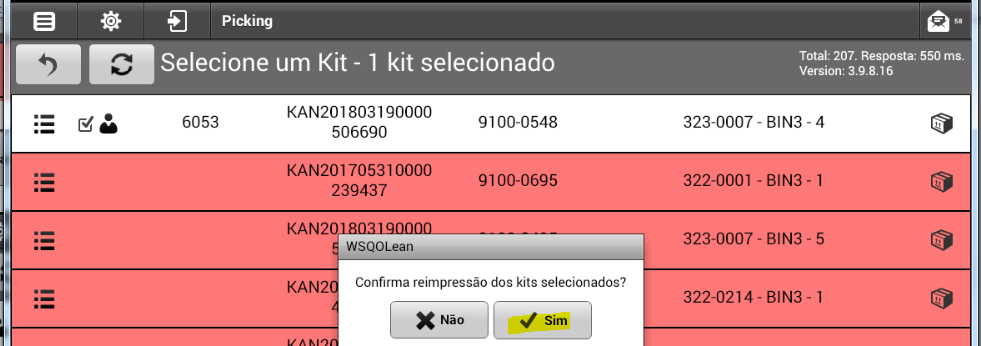 Picking
58
Selecione um Kit - 1 kit selecionado
Total: 207. Resposta: 550 ms.
Version: 3.9.8.16
6053
KAN201803190000
506690
9100-0548
323-0007 - BIN3 - 4
KAN201705310000
239437
9100-0695
322-0001 - BIN3 - 1
KAN201803190000
323-0007 - BIN3 - 5
WSQOLean
Confirma reimpressão dos kits selecionados?
Não
Sim
322-0214 - BIN3 - 1